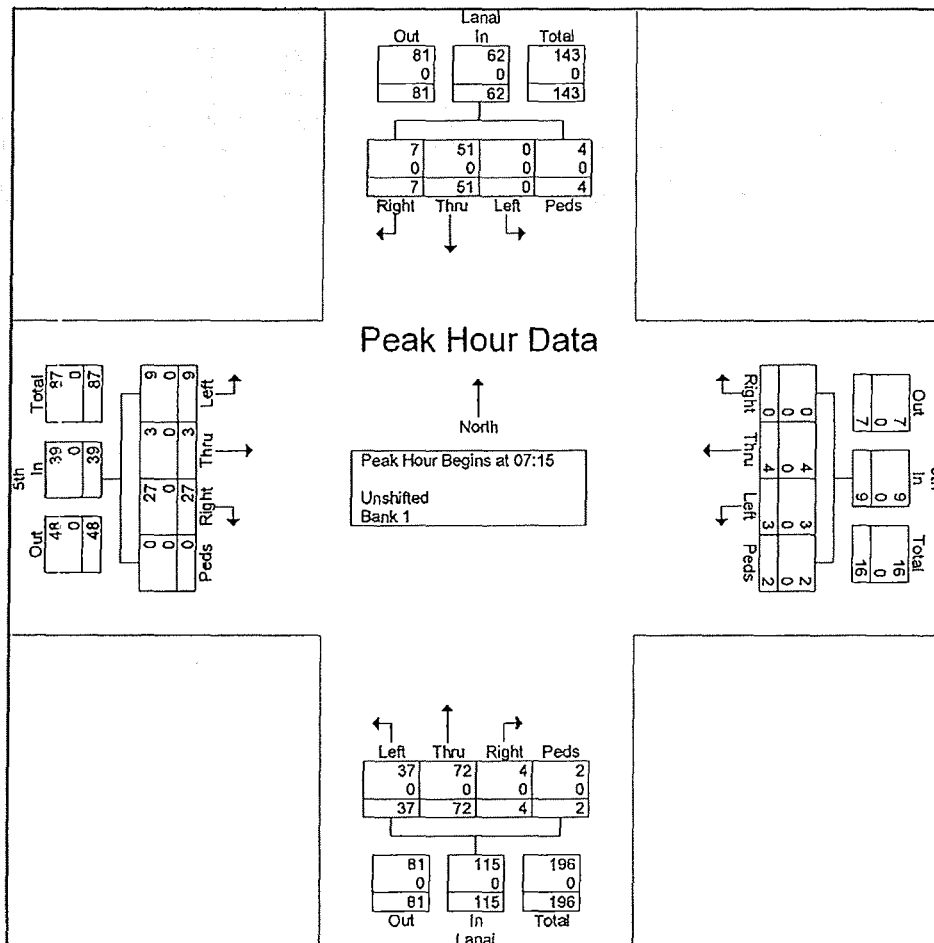 Lanai
Out In Total
81 62 143
0 0 0
81 62 143
7 51 0 4
0 0 0 0
7 51 0 4
Right Thru Left Peds
Peak Hour Data
North
Peak Hour Begins at 07:15
Unshifted
Bank 1
5th
Total In Out
87 39 48
0 0 0
87 39 48
9 3 27 0
0 0 0 0
9 3 27 0
Left Thru Right Peds
Out In Total
7 9 16
0 0 0
7 9 16
0 4 3 2
0 0 0 0
0 4 3 2
Right Thru Left Peds
Left Thru Right Peds
37 72 4 2
0 0 0 0
37 72 4 2
81 115 196
0 0 0
81 115 196
Out In Total
Lanai